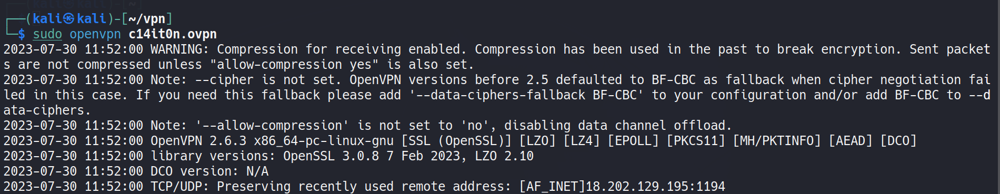 ┌──(kali㉿kali)-[~]
┌──(kali㉿kali)-[~/vpn]
└─$ sudo openvpn c14it0n.ovpn
2023-07-30 11:52:00 WARNING: Compression for receiving enabled. Compression has been used in the past to break encryption. Sent packet
s are not compressed unless "allow-compression yes" is also set.
2023-07-30 11:52:00 Note: --cipher is not set. OpenVPN versions before 2.5 defaulted to BF-CBC as fallback when cipher negotiation fai
led in this case. If you need this fallback please add '--data-ciphers-fallback BF-CBC' to your configuration and/or add BF-CBC to --d
ata-ciphers.
2023-07-30 11:52:00 Note: '--allow-compression' is not set to 'no', disabling data channel offload.
2023-07-30 11:52:00 OpenVPN 2.6.3 x86_64-pc-linux-gnu [SSL (OpenSSL)] [LZO] [LZ4] [EPOLL] [PKCS11] [MH/PKTINFO] [AEAD] [DCO]
2023-07-30 11:52:00 library versions: OpenSSL 3.0.8 7 Feb 2023, LZO 2.10
2023-07-30 11:52:00 DCO version: N/A
2023-07-30 11:52:00 TCP/UDP: Preserving recently used remote address: [AF_INET]18.202.129.195:1194